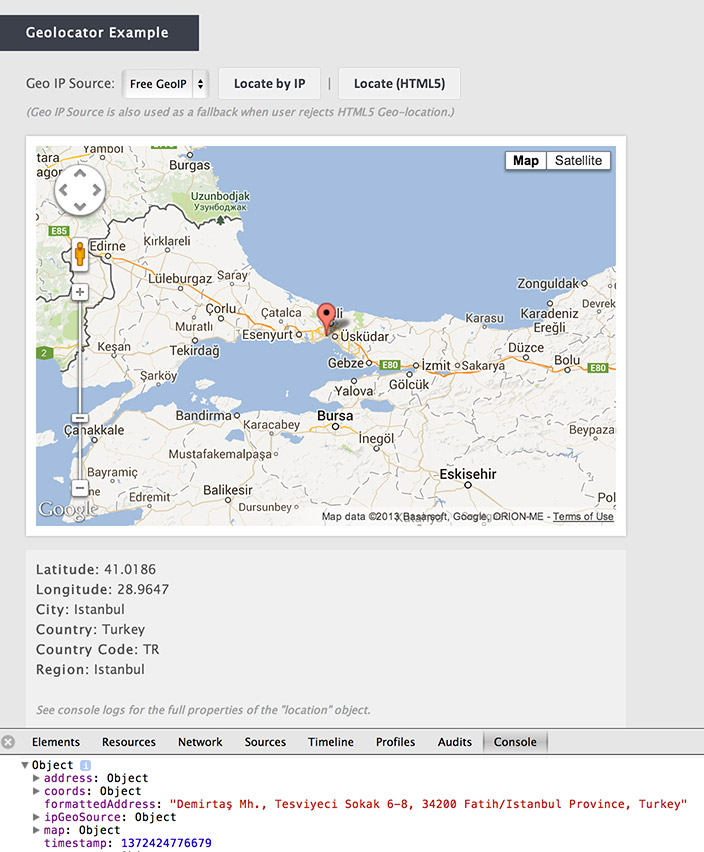 Geolocator Example
Geo IP Source: Free GeoIP Locate by IP | Locate (HTML5)
(Geo IP Source is also used as a fallback when user rejects HTML5 Geo-location.)
Map Satellite
Yambol
Burgas
Uzunbodjak
Узунбоджак
E85
Edirne
Kırklareli
Lüleburgaz
Saray
Zonguldak
Devrek
Karadeniz
Ereğli
Çorlu
Çatalca
Muratlı
Esenyurt
Üsküdar
Karasu
Düzce
2
Keşan
Tekirdağ
Gebze
E80
İzmit
Sakarya
Bolu
E80
Gölcük
Yalova
Şarköy
Bandirma
Karacabey
Bursa
Çanakkale
İnegöl
Beypaza
Mustafakemalpaşa
Bayramiç
Eskisehir
Edremit
Balikesir
Dursunbey
Pol
Google
Map data ©2013 Basarsoft, Google, ORION-ME - Terms of Use
Latitude: 41.0186
Longitude: 28.9647
City: Istanbul
Country: Turkey
Country Code: TR
Region: Istanbul
See console logs for the full properties of the "location" object.
Elements Resources Network Sources Timeline Profiles Audits Console
Object i
address: Object
coords: Object
formattedAddress: "Demirtaş Mh., Tesviyeci Sokak 6-8, 34200 Fatih/Istanbul Province, Turkey"
ipGeoSource: Object
map: Object
timestamp: 1372424776679